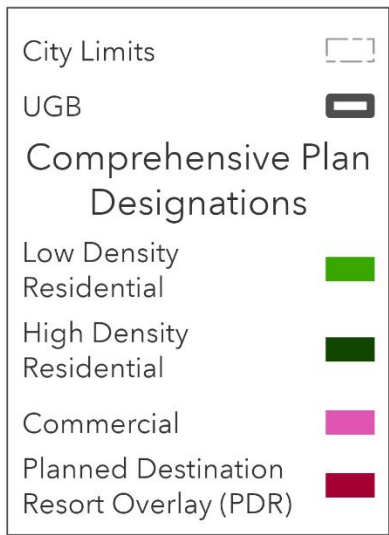 City Limits
UGB
Comprehensive Plan
Designations
Low Density
Residential
High Density
Residential
Commercial
Planned Destination
Resort Overlay (PDR)